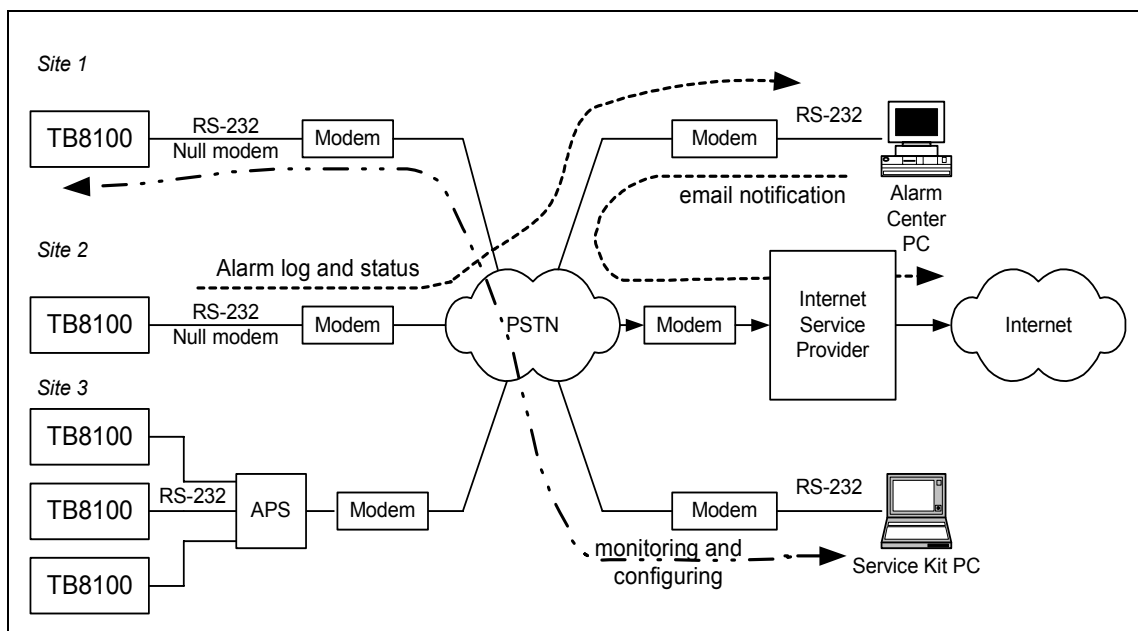 Site 1
TB8100
RS-232
Null modem
Modem
Modem
RS-232
Alarm
Center
PC
email notification
Site 2
Alarm log and status
TB8100
RS-232
Null modem
Modem
PSTN
Modem
Internet
Service
Provider
Internet
Site 3
TB8100
TB8100
TB8100
RS-232
APS
Modem
Modem
RS-232
Service Kit PC
monitoring and
configuring